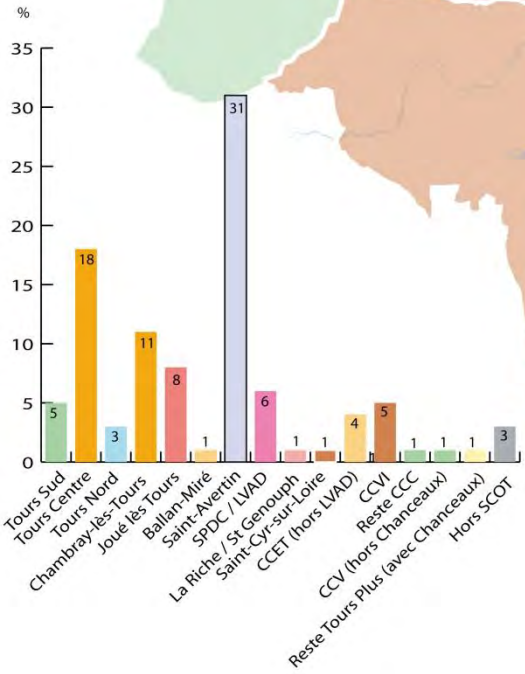 %
35
30
25
20
15
10
5
0
5
18
3
11
8
1
31
6
1
1
4
5
1
1
1
3
Tours Sud
Tours Centre
Tours Nord
Chambray-lès-Tours
Joué lès Tours
Ballan-Miré
Saint-Avertin
SPDC / LVAD
La Riche / St Genouph
Saint-Cyr-sur-Loire
CCET (hors LVAD)
CCVI
Reste CCC
CCV (hors Chanceaux)
Reste Tours Plus (avec Chanceaux)
Hors SCOT